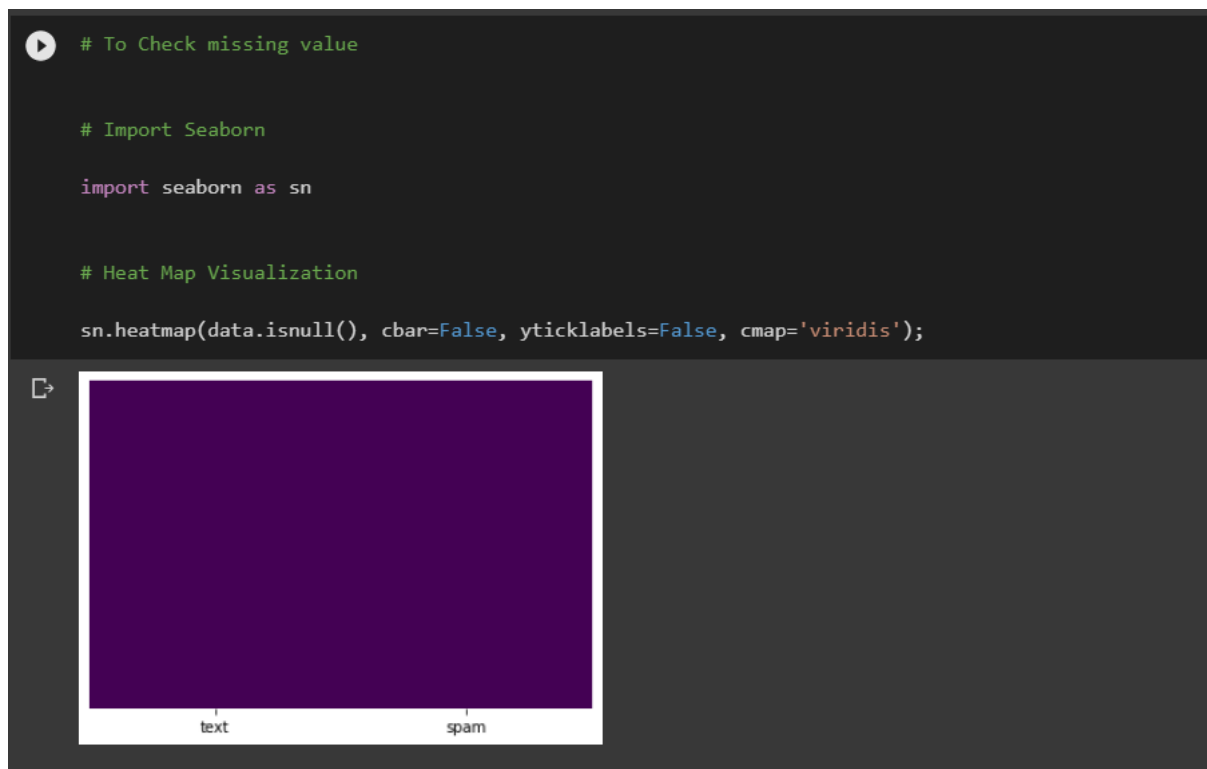 # To Check missing value
# Import Seaborn
import seaborn as sn
# Heat Map Visualization
sn.heatmap(data.isnull(), cbar=False, yticklabels=False, cmap='viridis');
text spam